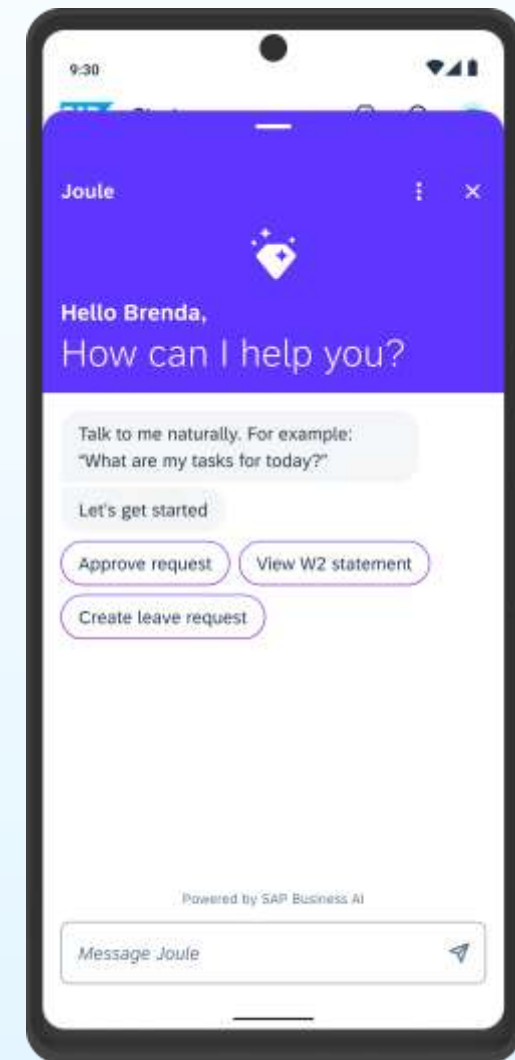 9:30
Joule
Hello Brenda,
How can I help you?
Talk to me naturally. For example:
"What are my tasks for today?"
Let's get started
Approve request
View W2 statement
Create leave request
Powered by SAP Business AI
Message Joule